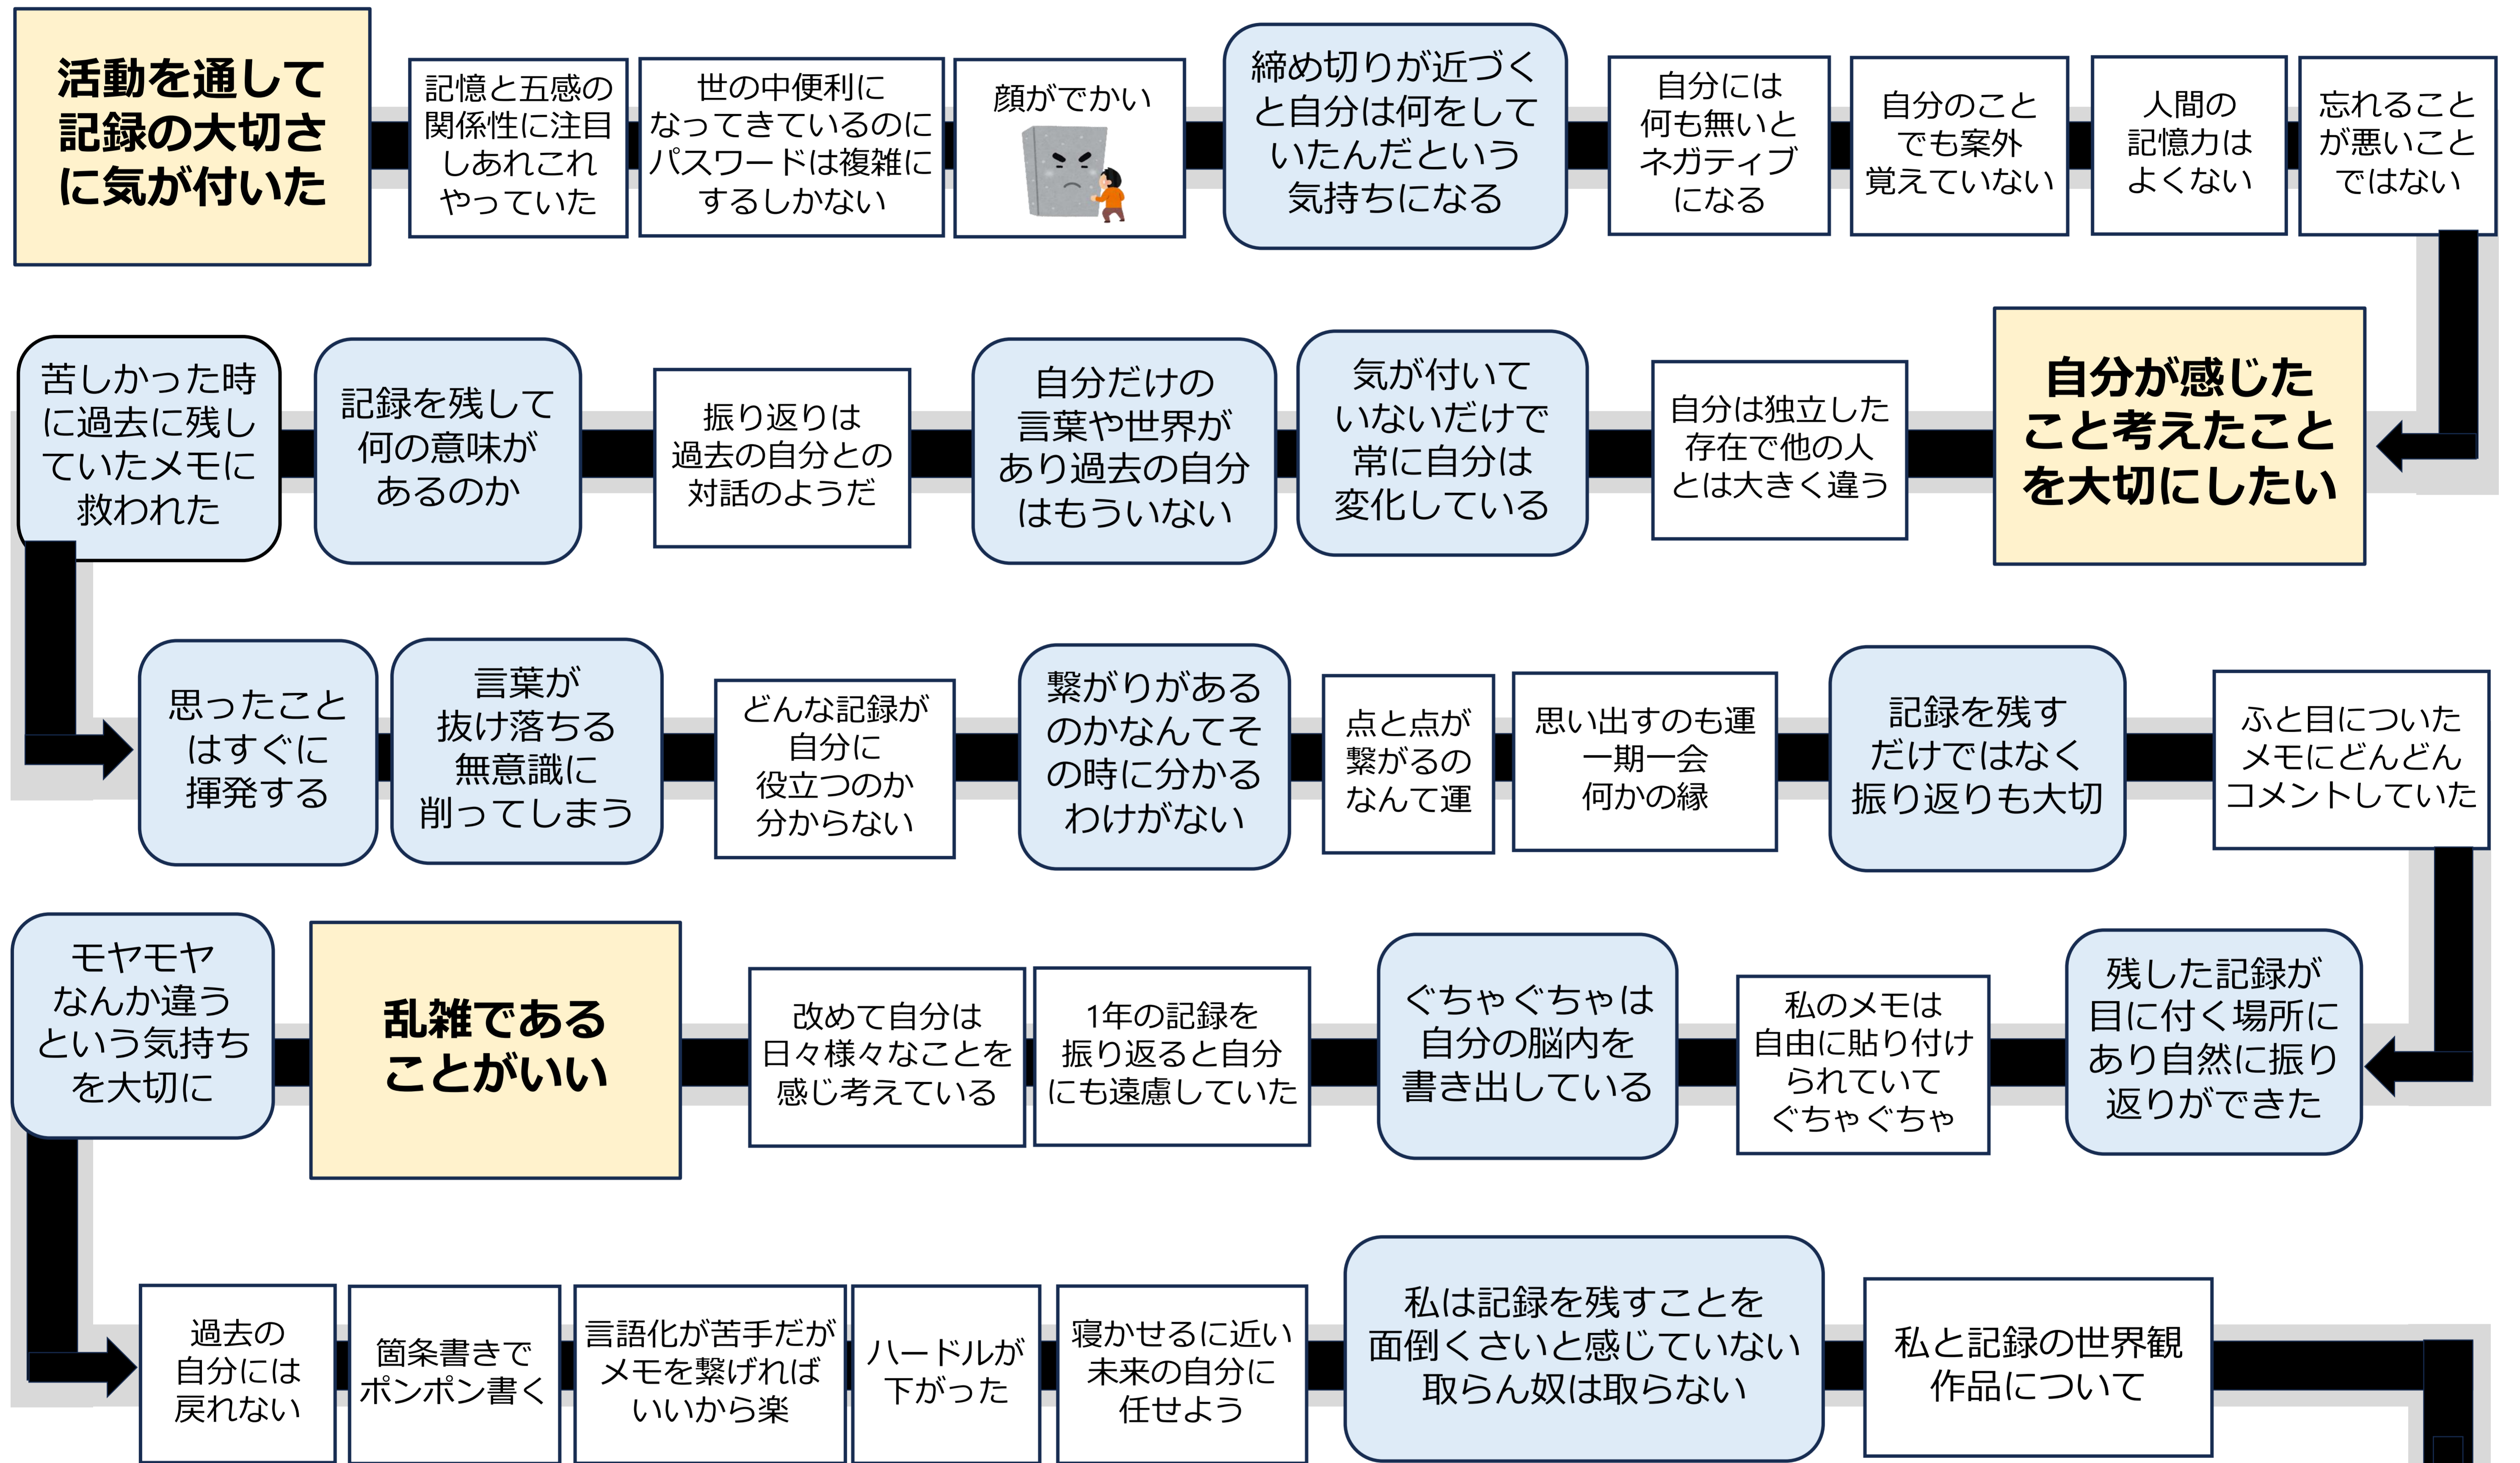 活動を通して
記録の大切さ
に気が付いた
記憶と五感の
関係性に注目
しあれこれ
やっていた
世の中便利に
なってきているのに
パスワードは複雑に
するしかない
顔がでかい
締め切りが近づく
と自分は何をして
いたんだという
気持ちになる
自分には
何も無いと
ネガティブ
になる
自分のこと
でも案外
覚えていない
人間の
記憶力は
よくない
忘れること
が悪いこと
ではない
自分が感じた
こと考えたこと
を大切にしたい
自分は独立した
存在で他の人
とは大きく違う
気が付いて
いないだけで
常に自分は
変化している
自分だけの
言葉や世界が
あり過去の自分
はもういない
振り返りは
過去の自分との
対話のようだ
記録を残して
何の意味が
あるのか
苦しかった時
に過去に残し
ていたメモに
救われた
思ったこと
はすぐに
揮発する
言葉が
抜け落ちる
無意識に
削ってしまう
どんな記録が
自分に
役立つのか
分からない
繋がりがある
のかなんてそ
の時に分かる
わけがない
点と点が
繋がるの
なんて運
思い出すのも運
一期一会
何かの縁
記録を残す
だけではなく
振り返りも大切
ふと目についた
メモにどんどん
コメントしていた
残した記録が
目に付く場所に
あり自然に振り
返りができた
私のメモは
自由に貼り付け
られていて
ぐちゃぐちゃ
ぐちゃぐちゃは
自分の脳内を
書き出している
1年の記録を
振り返ると自分
にも遠慮していた
改めて自分は
日々様々なことを
感じ考えている
乱雑である
ことがいい
モヤモヤ
なんか違う
という気持ち
を大切に
過去の
自分には
戻れない
箇条書きで
ポンポン書く
言語化が苦手だが
メモを繋げれば
いいから楽
ハードルが
下がった
寝かせるに近い
未来の自分に
任せよう
私は記録を残すことを
面倒くさいと感じていない
取らん奴は取らない
私と記録の世界観
作品について